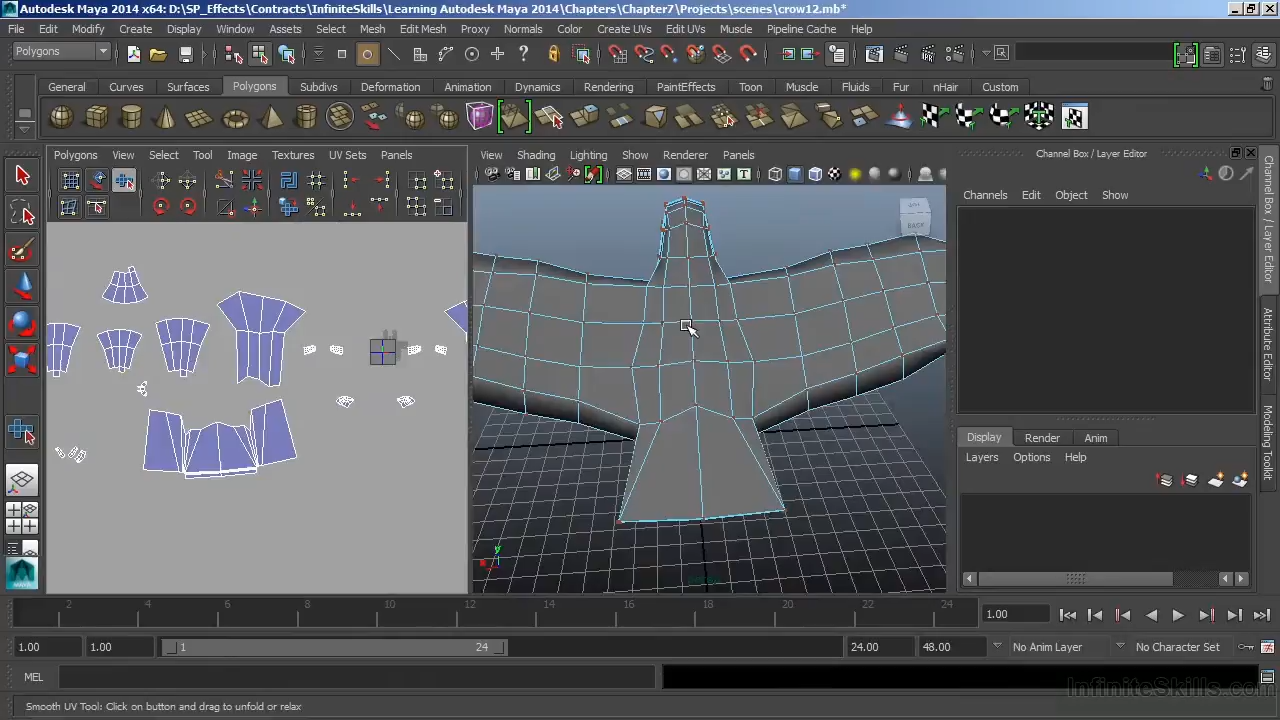 Autodesk Maya 2014 x64: D:\SP_Effects\Contracts\InfiniteSkills\Learning Autodesk Maya 2014\Chapters\Chapter7\Projects\scenes\crow12.mb*
File Edit Modify Create Display Window Assets Select Mesh Edit Mesh Proxy Normals Color Create UVs Edit UVs Muscle Pipeline Cache Help
Polygons
General Curves Surfaces Polygons Subdivs Deformation Animation Dynamics Rendering PaintEffects Toon Muscle Fluids Fur nHair Custom
Polygons View Select Tool Image Textures UV Sets Panels
View Shading Lighting Show Renderer Panels
Channel Box / Layer Editor
Channels Edit Object Show
BACK
y
Display Render Anim
Layers Options Help
Channel Box / Layer Editor
Attribute Editor
Modeling Toolkit
2 4 6 8 10 12 14 16 18 20 22 24
1.00
1.00 1.00 1 24 24.00 48.00 No Anim Layer No Character Set
MEL
InfiniteSkills.com
Smooth UV Tool: Click on button and drag to unfold or relax